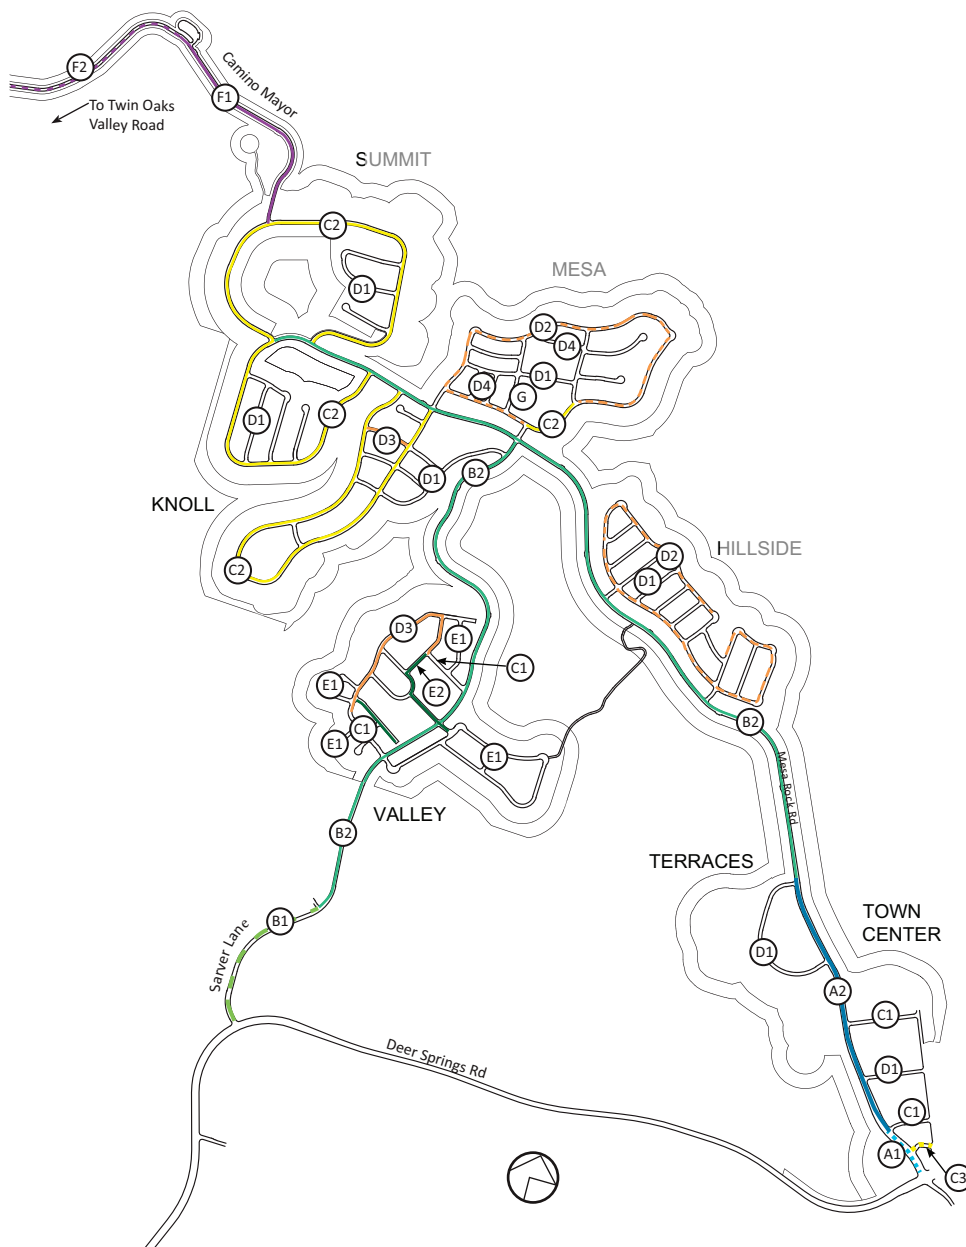 F2
Camino Mayor
F1
To Twin Oaks
Valley Road
SUMMIT
C2
D1
MESA
D2
D4
D1
D4
G
C2
D1
C2
D3
D1
B2
KNOLL
C2
HILLSIDE
D2
D1
D3
E1
C1
E2
E1
C1
E1
E1
B2
Mesa Rock Rd
VALLEY
B2
TERRACES
TOWN
CENTER
B1
Sarver Lane
D1
A2
C1
Deer Springs Rd
D1
C1
A1
C3